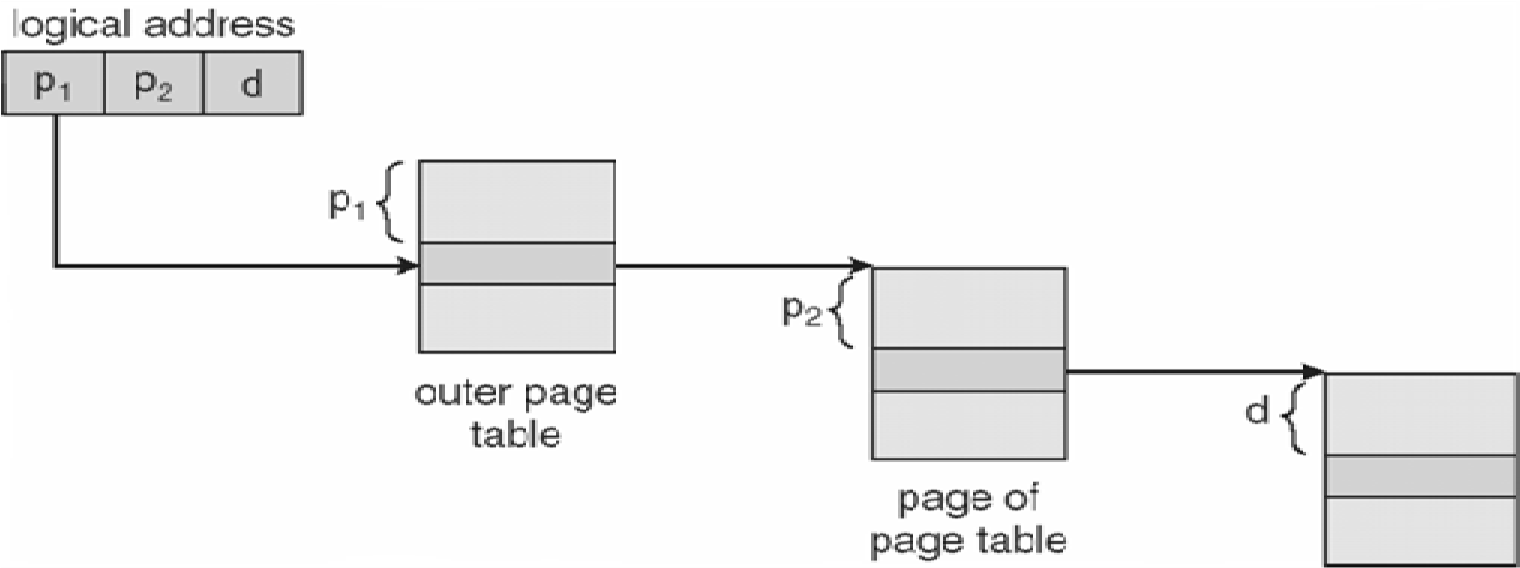 logical address
p₁ p₂ d
p₁
outer page
table
p₂
page of
page table
d